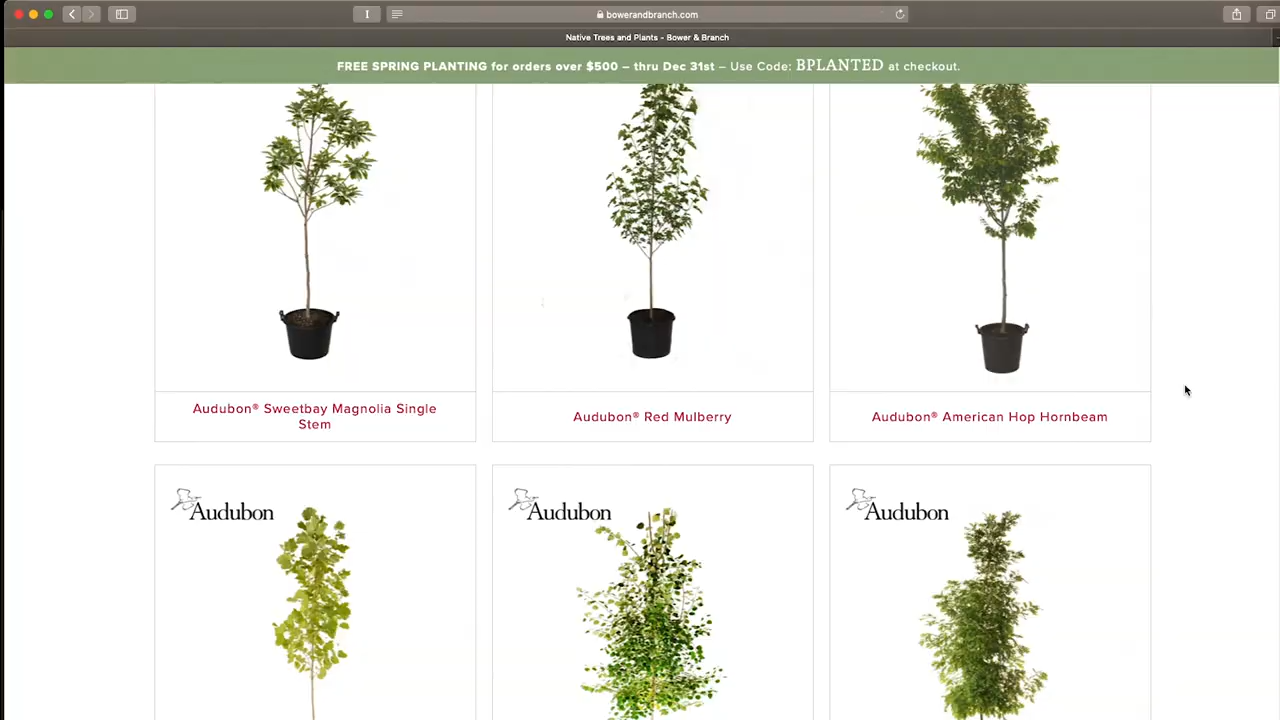 bowerandbranch.com
Native Trees and Plants - Bower & Branch
FREE SPRING PLANTING for orders over $500 – thru Dec 31st – Use Code: BPLANTED at checkout.
Audubon® Sweetbay Magnolia Single
Stem
Audubon® Red Mulberry
Audubon® American Hop Hornbeam
Audubon
Audubon
Audubon